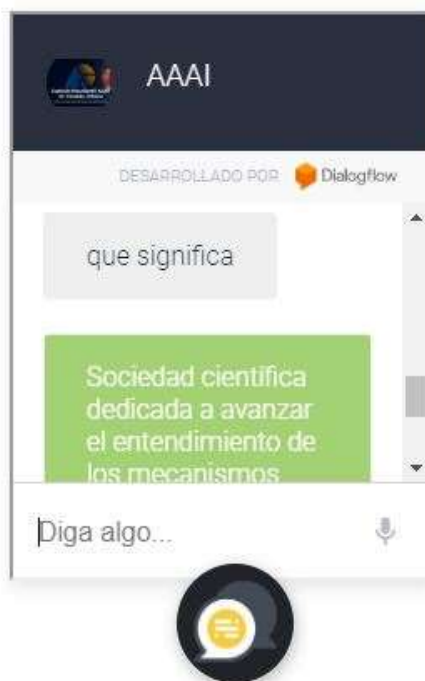 AAAI
DESARROLLADO POR Dialogflow
que significa
Sociedad científica
dedicada a avanzar
el entendimiento de
los mecanismos
Diga algo...